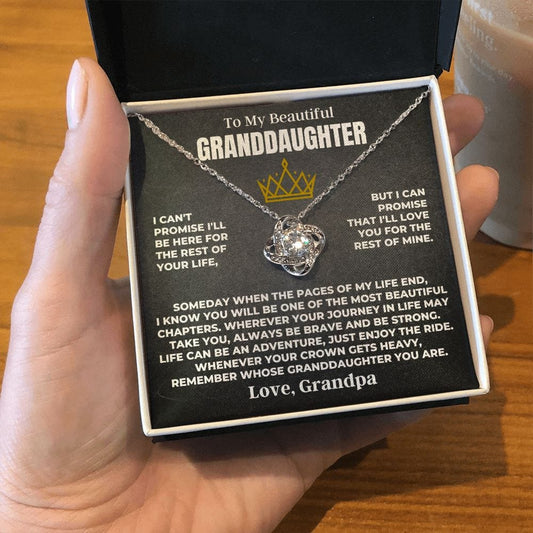 To My Beautiful
GRANDDAUGHTER
I CAN'T
PROMISE I'LL
BE HERE FOR
THE REST OF
YOUR LIFE,
BUT I CAN
PROMISE
THAT I'LL LOVE
YOU FOR THE
REST OF MINE.
SOMEDAY WHEN THE PAGES OF MY LIFE END,
I KNOW YOU WILL BE ONE OF THE MOST BEAUTIFUL
CHAPTERS. WHEREVER YOUR JOURNEY IN LIFE MAY
TAKE YOU, ALWAYS BE BRAVE AND BE STRONG.
LIFE CAN BE AN ADVENTURE, JUST ENJOY THE RIDE.
WHENEVER YOUR CROWN GETS HEAVY,
REMEMBER WHOSE GRANDDAUGHTER YOU ARE.
Love, Grandpa